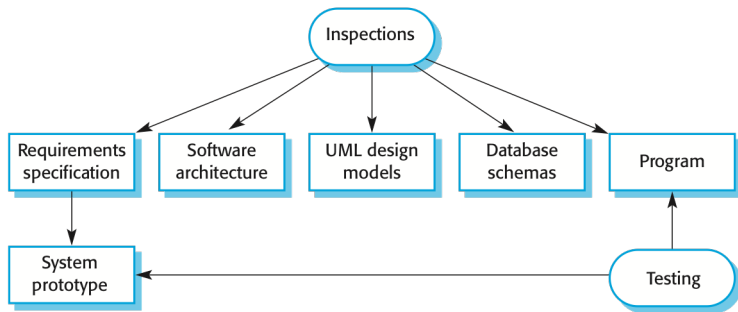 Inspections
Requirements
specification
Software
architecture
UML design
models
Database
schemas
Program
System
prototype
Testing